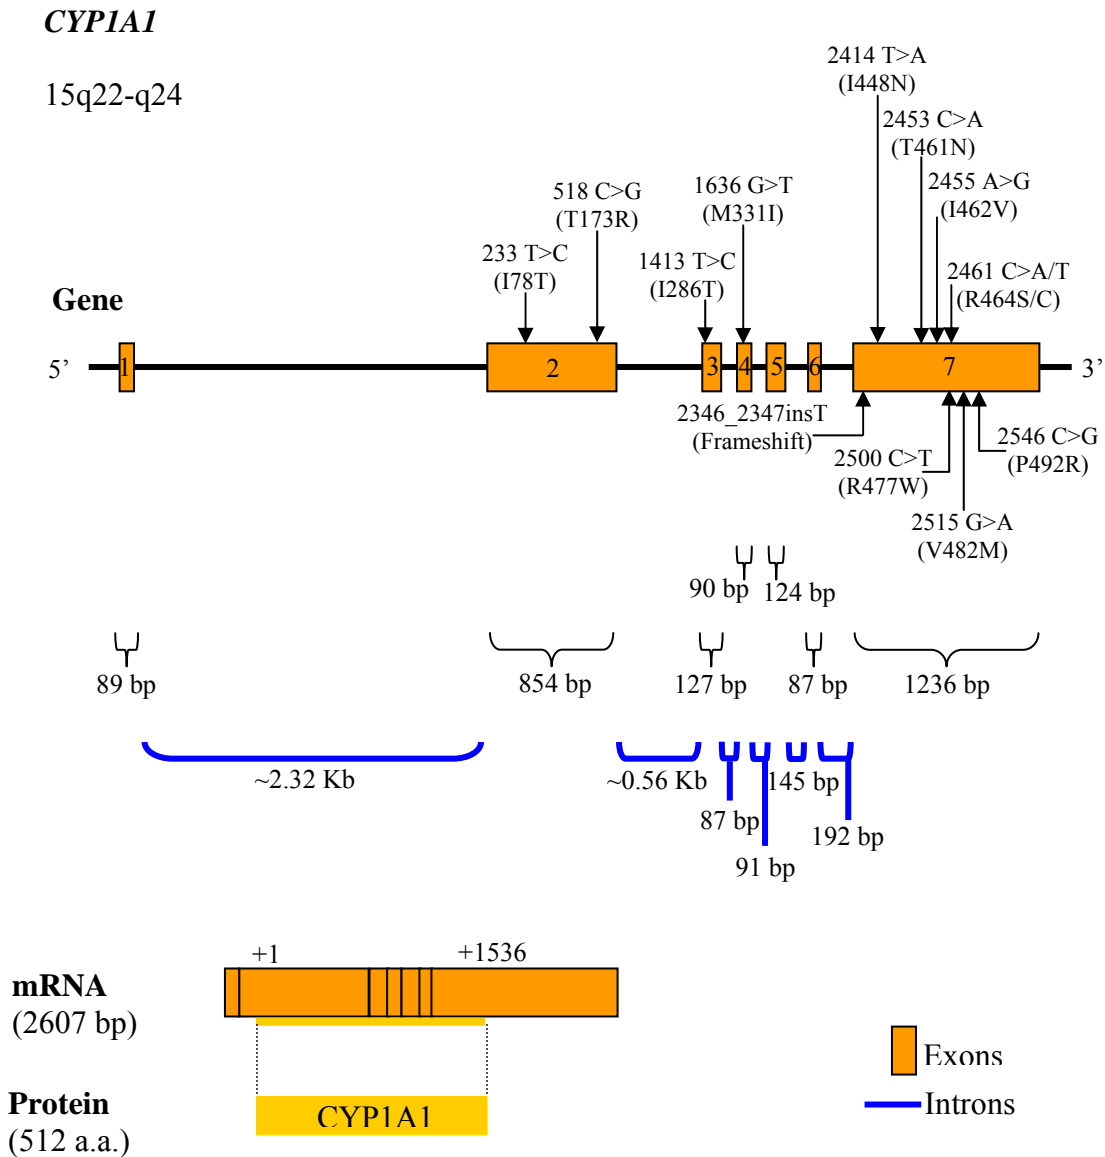 CYP1A1
15q22-q24
2414 T>A
(I448N)
2453 C>A
(T461N)
518 C>G
(T173R)
1636 G>T
(M331I)
2455 A>G
(I462V)
233 T>C
(I78T)
1413 T>C
(I286T)
2461 C>A/T
(R464S/C)
Gene
5’ 1 2 3 4 5 6 7 3’
2346_2347insT
(Frameshift)
2500 C>T
(R477W)
2546 C>G
(P492R)
2515 G>A
(V482M)
90 bp 124 bp
89 bp 854 bp 127 bp 87 bp 1236 bp
~2.32 Kb ~0.56 Kb 145 bp
87 bp 192 bp
91 bp
+1 +1536
mRNA
(2607 bp)
Exons
Introns
Protein
(512 a.a.)
CYP1A1